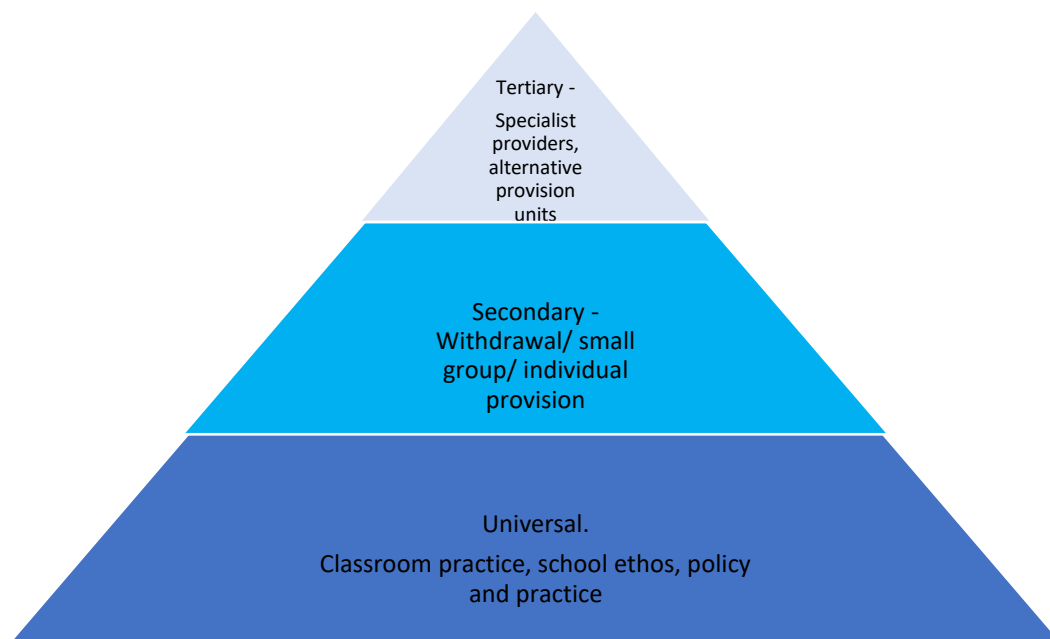 Tertiary -
Specialist
providers,
alternative
provision
units
Secondary -
Withdrawal/ small
group/ individual
provision
Universal.
Classroom practice, school ethos, policy
and practice